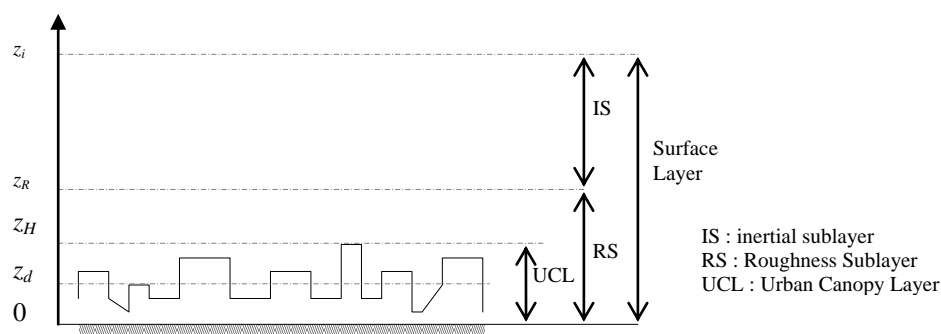 z_i
IS
Surface
Layer
z_R
z_H
RS
IS : inertial sublayer
RS : Roughness Sublayer
UCL : Urban Canopy Layer
z_d
UCL
0